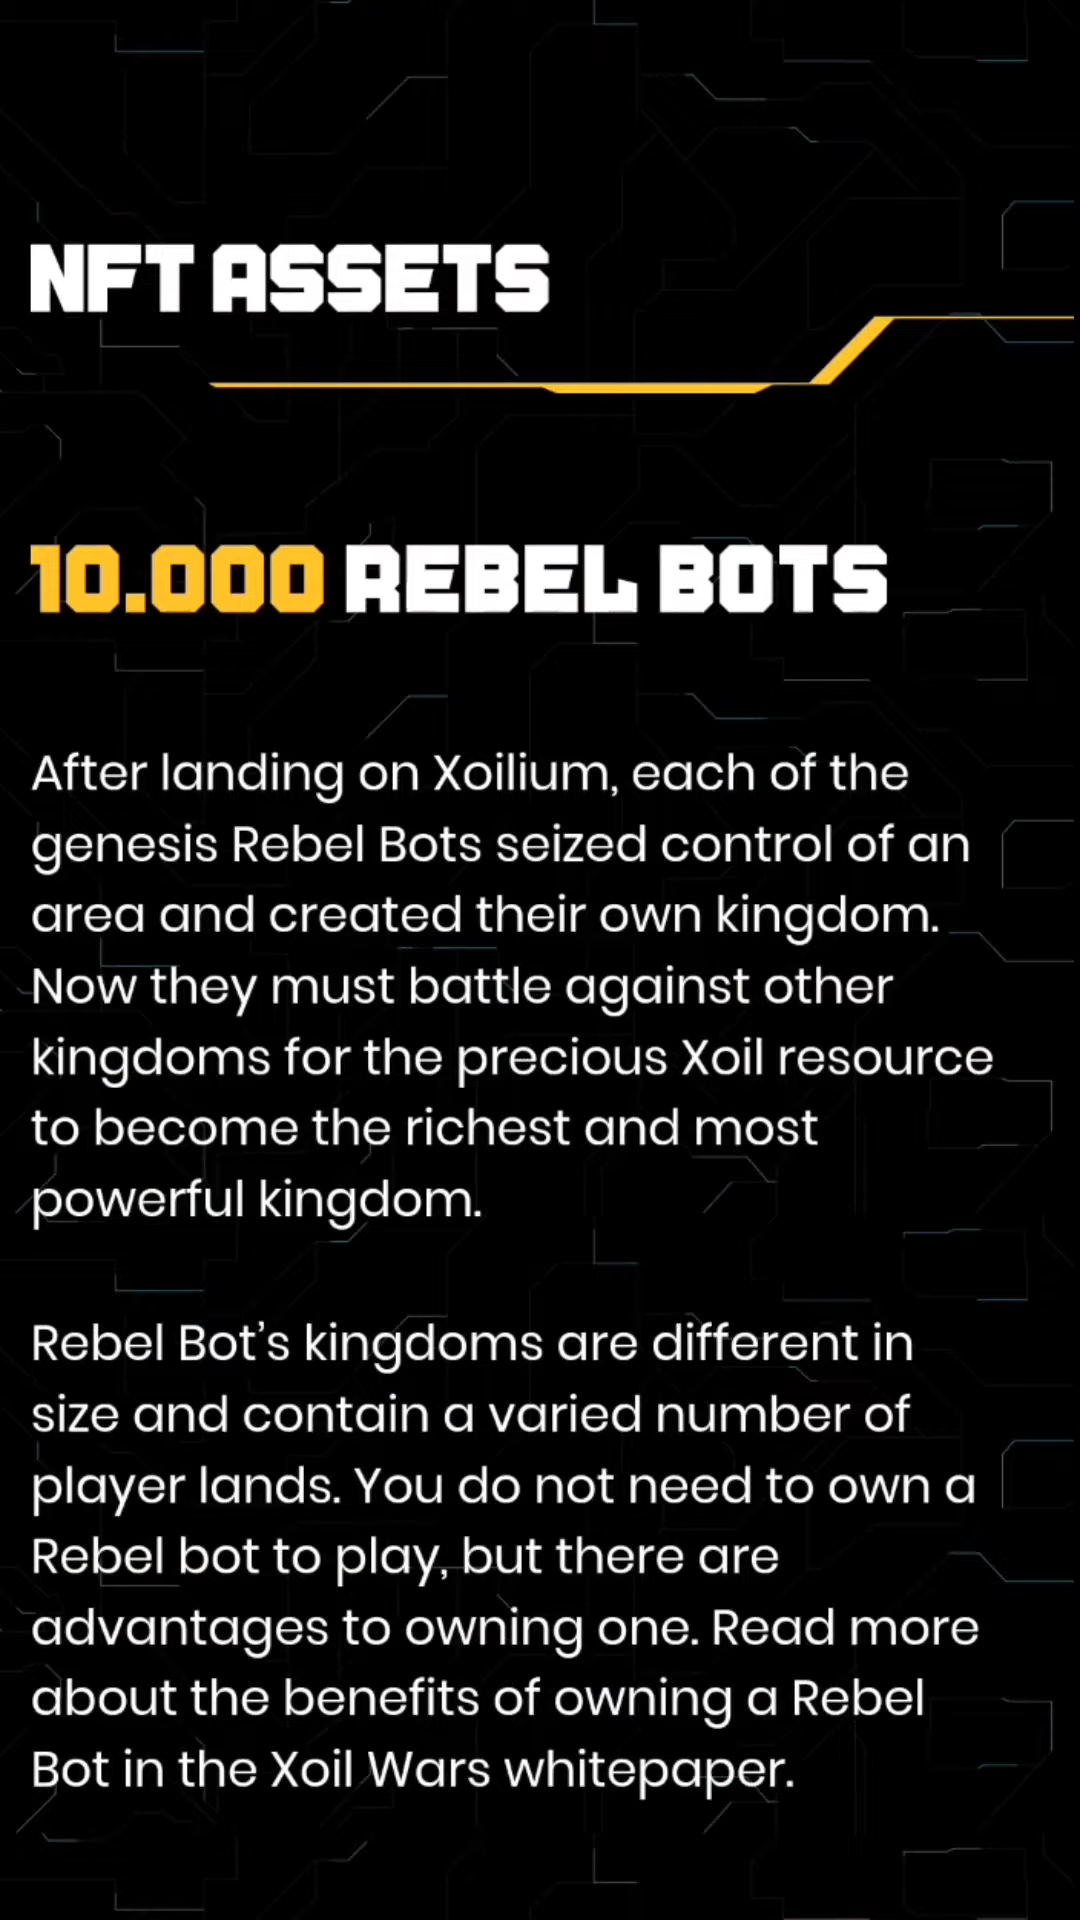 NFT ASSETS
10.000 REBEL BOTS
After landing on Xoilium, each of the
genesis Rebel Bots seized control of an
area and created their own kingdom.
Now they must battle against other
kingdoms for the precious Xoil resource
to become the richest and most
powerful kingdom.
Rebel Bot’s kingdoms are different in
size and contain a varied number of
player lands. You do not need to own a
Rebel bot to play, but there are
advantages to owning one. Read more
about the benefits of owning a Rebel
Bot in the Xoil Wars whitepaper.